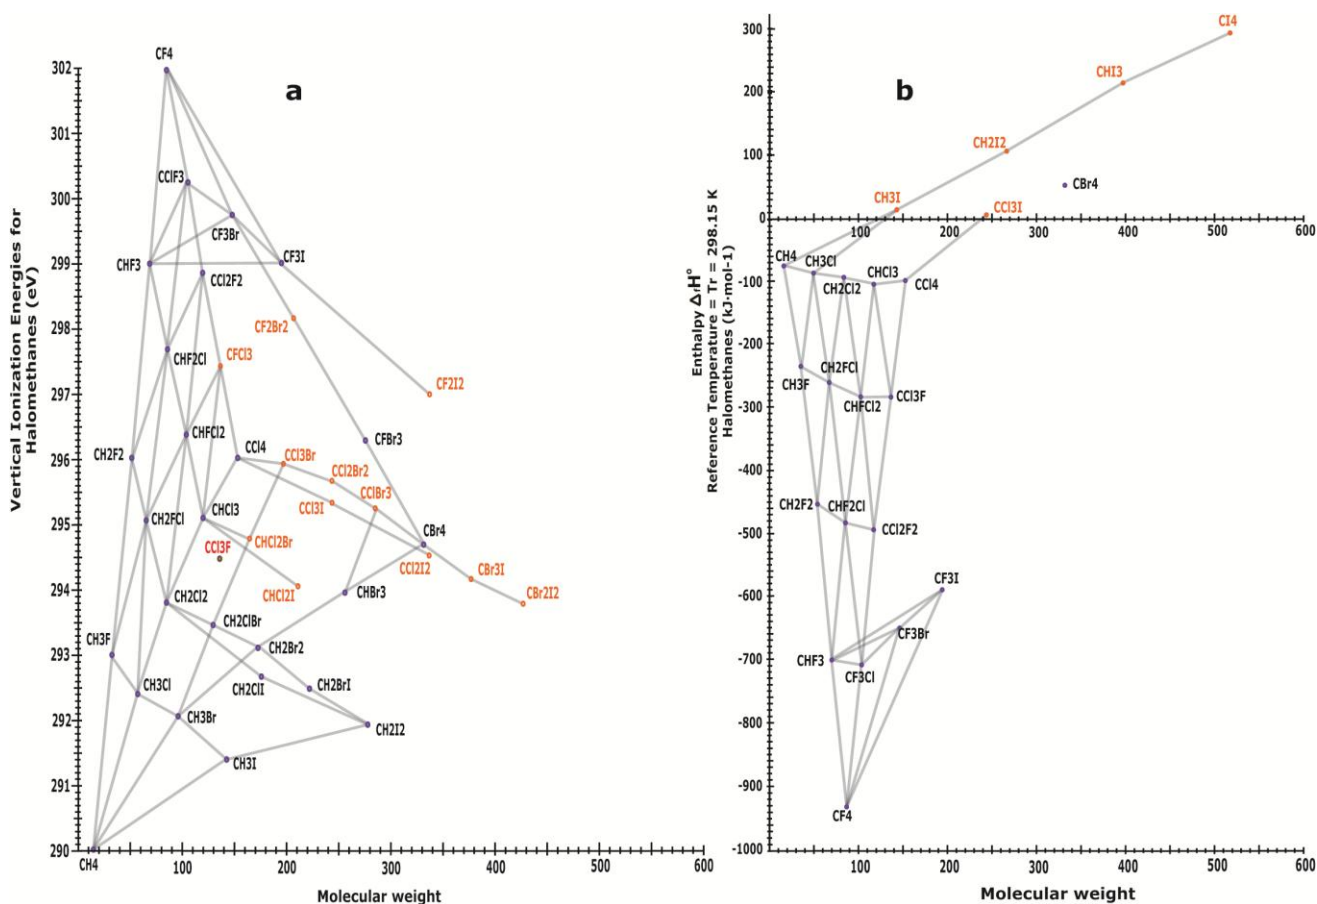 a
Vertical Ionization Energies for
Halomethanes (eV)
302
301
300
299
298
297
296
295
294
293
292
291
290
100
200
300
400
500
600
Molecular weight
CF4
CClF3
CF3Br
CHF3
CF3I
CCl2F2
CF2Br2
CHF2Cl
CFCl3
CF2I2
CHFCl2
CFBr3
CH2F2
CCl4
CCl3Br
CCl2Br2
CClBr3
CCl3I
CH2FCl
CHCl3
CBr4
CCl3F
CHCl2Br
CCl2I2
CBr3I
CBr2I2
CHCl2I
CHBr3
CH2Cl2
CH2ClBr
CH3F
CH2Br2
CH3Cl
CH2ClI
CH2BrI
CH3Br
CH2I2
CH3I
CH4
b
Enthalpy ΔfH°
Reference Temperature = Tr = 298.15 K
Halomethanes (kJ·mol-1)
300
200
100
0
-100
-200
-300
-400
-500
-600
-700
-800
-900
-1000
100
200
300
400
500
600
100
200
300
400
500
600
Molecular weight
CI4
CHI3
CH2I2
CBr4
CH3I
CCl3I
CH4
CH3Cl
CH2Cl2
CHCl3
CCl4
CH3F
CH2FCl
CHFCl2
CCl3F
CH2F2
CHF2Cl
CCl2F2
CF3I
CF3Br
CHF3
CF3Cl
CF4